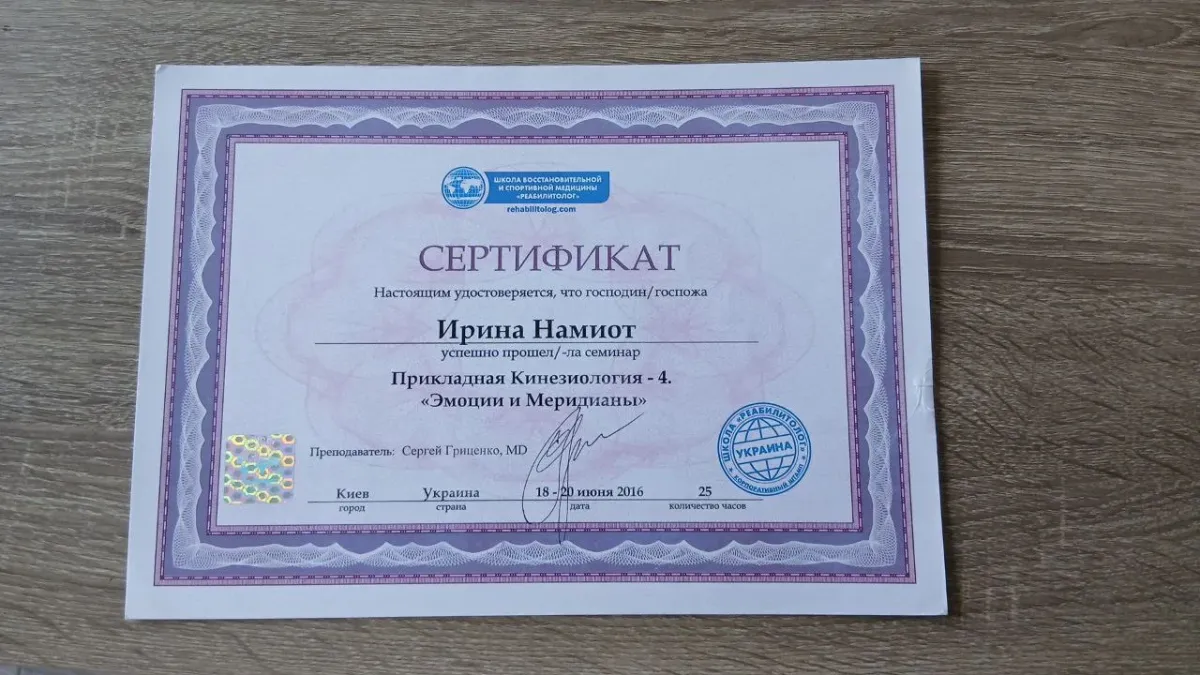 ШКОЛА ВОССТАНОВИТЕЛЬНОЙ
И СПОРТИВНОЙ МЕДИЦИНЫ
«РЕАБИЛИТОЛОГ»
rehabilitolog.com
СЕРТИФИКАТ
Настоящим удостоверяется, что господин/госпожа
Ирина Намиот
успешно прошел/-ла семинар
Прикладная Кинезиология - 4.
«Эмоции и Меридианы»
Преподаватель: Сергей Гриценко, MD
ШКОЛА «РЕАБИЛИТОЛОГ»
УКРАИНА
КОРПОРАТИВНЫЙ ШТАМП
Киев Украина 18 - 20 июня 2016 25
город страна дата количество часов